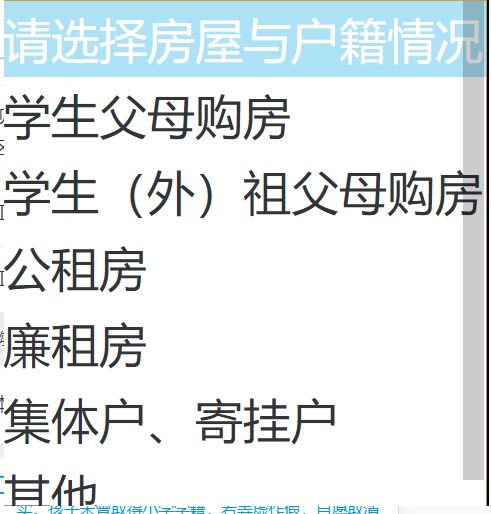 请选择房屋与户籍情况
学生父母购房
学生（外）祖父母购房
公租房
廉租房
集体户、寄挂户
其他